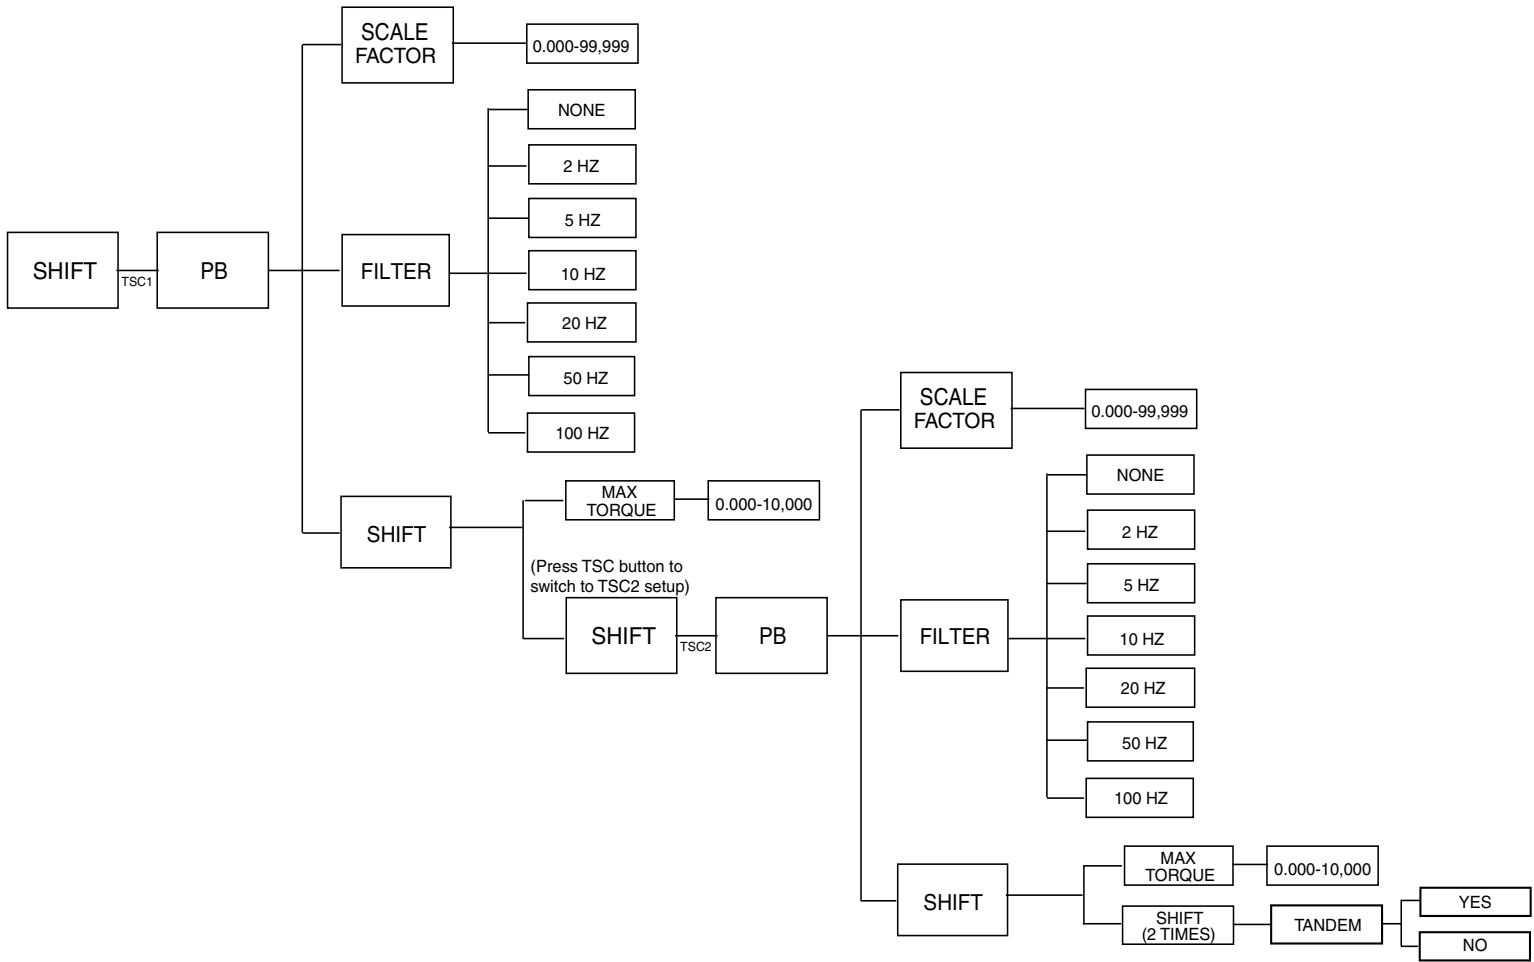 SCALE
FACTOR
0.000-99,999
NONE
2 HZ
5 HZ
SHIFT
TSC1
PB
FILTER
10 HZ
20 HZ
50 HZ
100 HZ
SHIFT
MAX
TORQUE
0.000-10,000
(Press TSC button to
switch to TSC2 setup)
SHIFT
TSC2
PB
SCALE
FACTOR
0.000-99,999
NONE
2 HZ
5 HZ
FILTER
10 HZ
20 HZ
50 HZ
100 HZ
SHIFT
MAX
TORQUE
0.000-10,000
SHIFT
(2 TIMES)
TANDEM
YES
NO